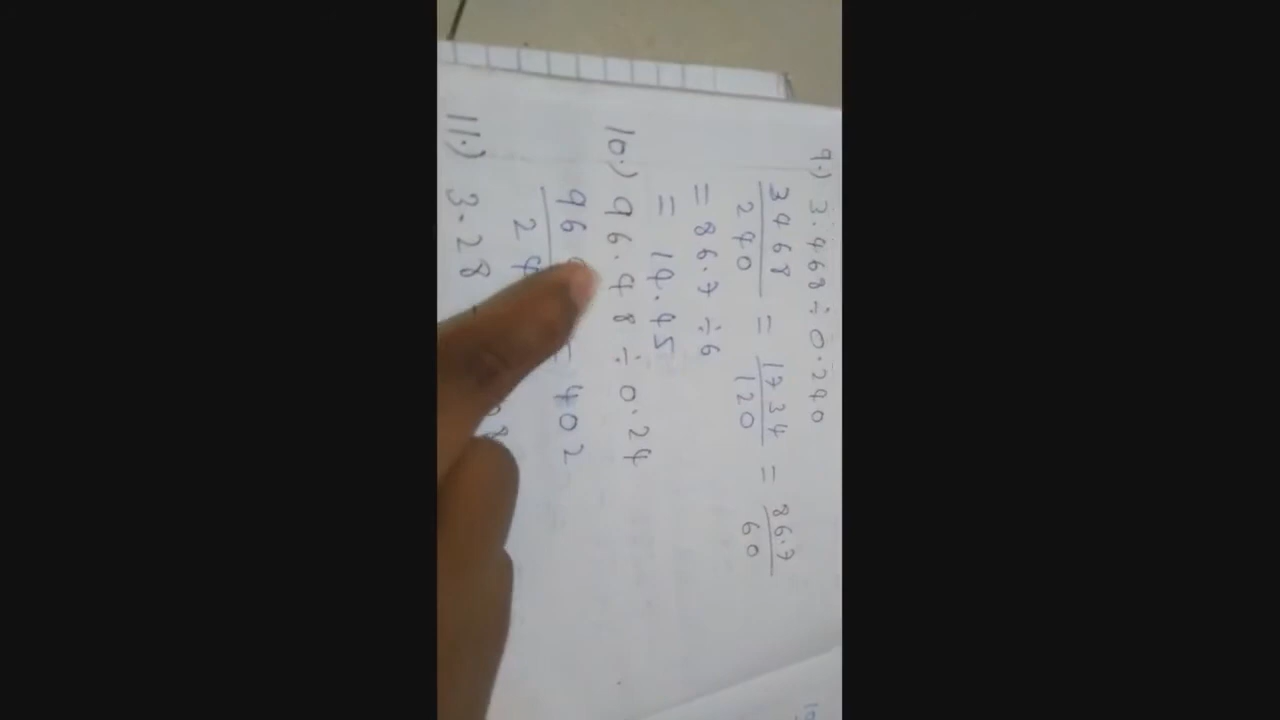 9.) 3.468 ÷ 0.240
3468 = 1734 = 86.7
240 120 60
= 86.7 ÷ 6
= 14.45
10.) 96.48 ÷ 0.24
96 = 402
24
11.) 3.28